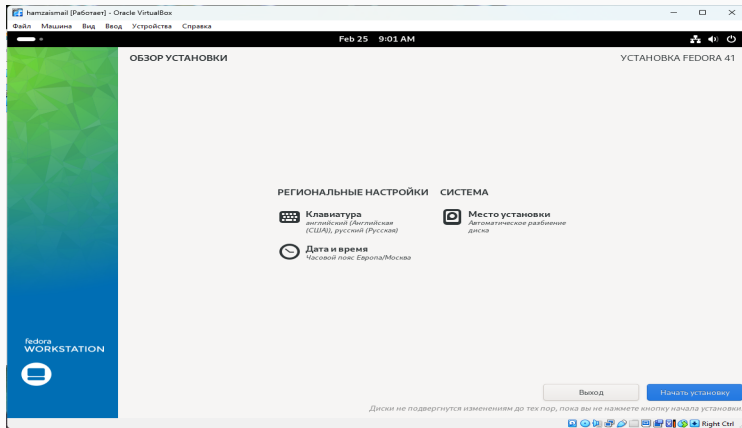 hamzaismail [Работает] - Oracle VirtualBox
Файл Машина Вид Ввод Устройства Справка
Feb 25 9:01 AM
ОБЗОР УСТАНОВКИ
УСТАНОВКА FEDORA 41
РЕГИОНАЛЬНЫЕ НАСТРОЙКИ
Клавиатура
английский (Английская
(США)), русский (Русская)
Дата и время
Часовой пояс Европа/Москва
СИСТЕМА
Место установки
Автоматическое разбиение
диска
fedora
WORKSTATION
Выход
Начать установку
Диски не подвергнутся изменениям до тех пор, пока вы не нажмете кнопку начала установки.
Right Ctrl